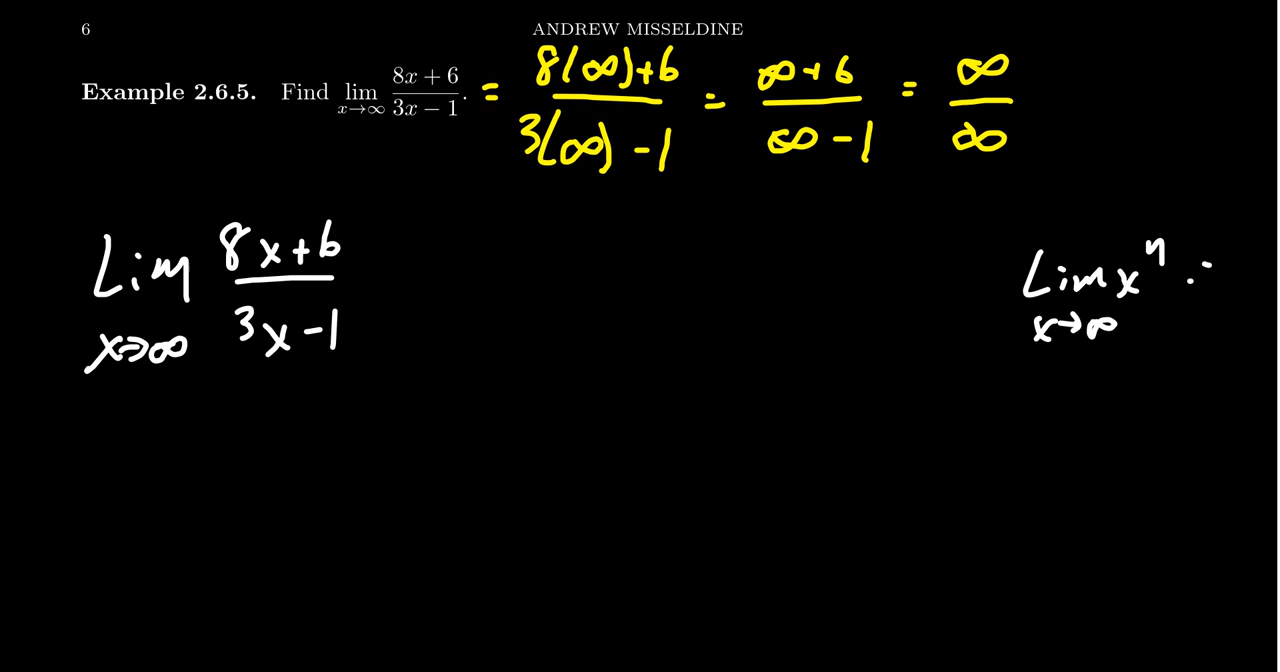 6 ANDREW MISSELDINE
Example 2.6.5. Find lim x→∞ (8x + 6)/(3x − 1). = (8(∞)+6)/(3(∞) −1) = (∞+6)/(∞−1) = ∞/∞
Lim x→∞ (8x+6)/(3x−1)
Lim x→∞ xⁿ